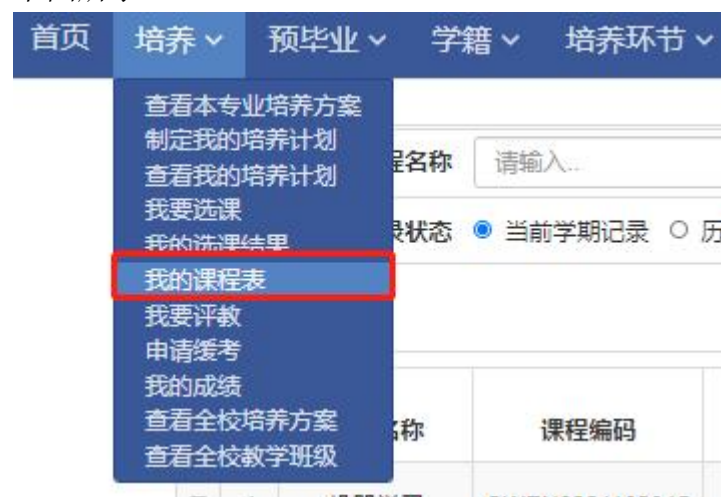 首页 培养 预毕业 学籍 培养环节
查看本专业培养方案
制定我的培养计划
程名称 请输入..
查看我的培养计划
我要选课
录状态 当前学期记录 历
我的选课结果
我的课程表
我要评教
申请缓考
我的成绩
查看全校培养方案
称 课程编码
查看全校教学班级